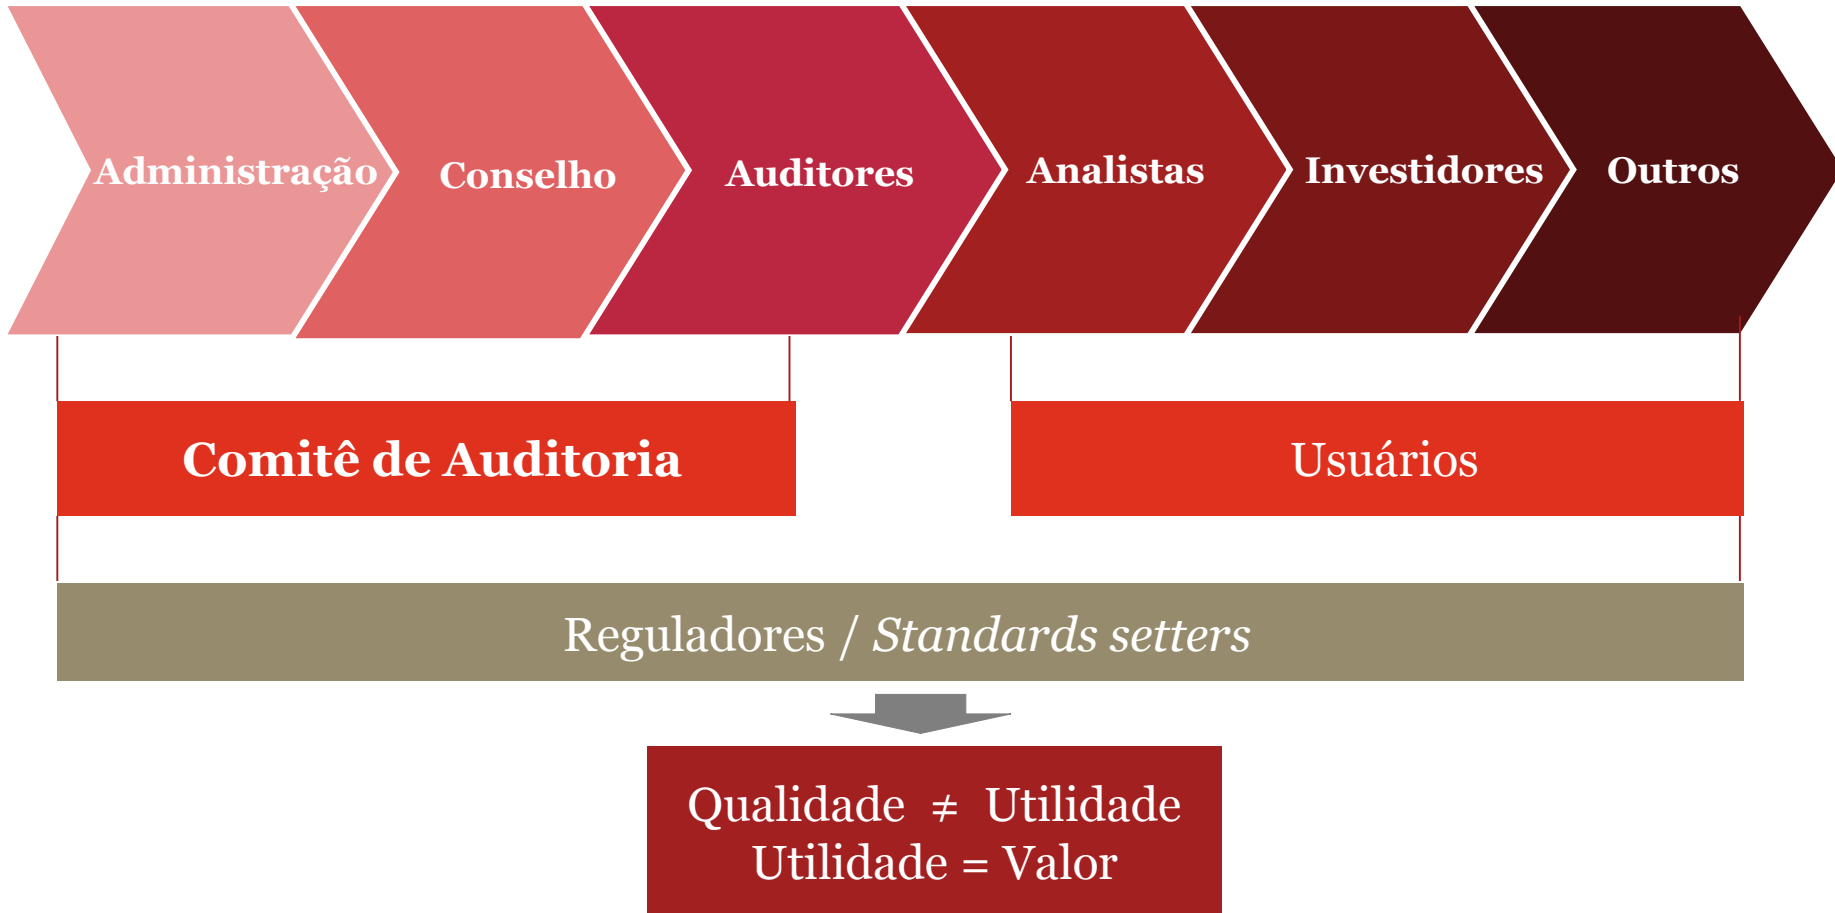 Administração
Conselho
Auditores
Analistas
Investidores
Outros
Comitê de Auditoria
Usuários
Reguladores / Standards setters
Qualidade ≠ Utilidade
Utilidade = Valor